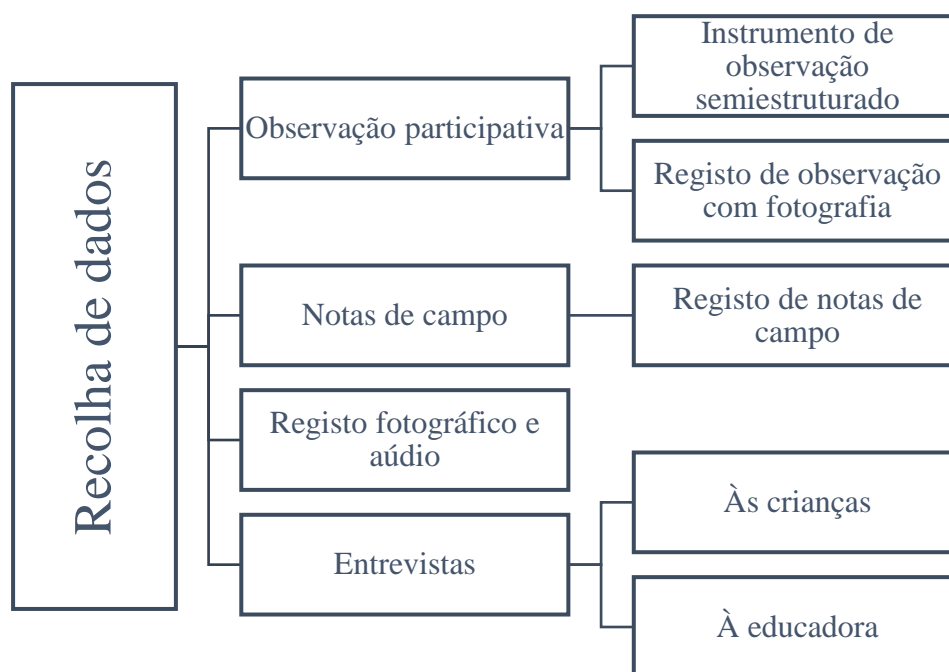 Recolha de dados
Observação participativa
Instrumento de
observação
semiestruturado
Registo de observação
com fotografia
Notas de campo
Registo de notas de
campo
Registo fotográfico e
aúdio
Entrevistas
Às crianças
À educadora